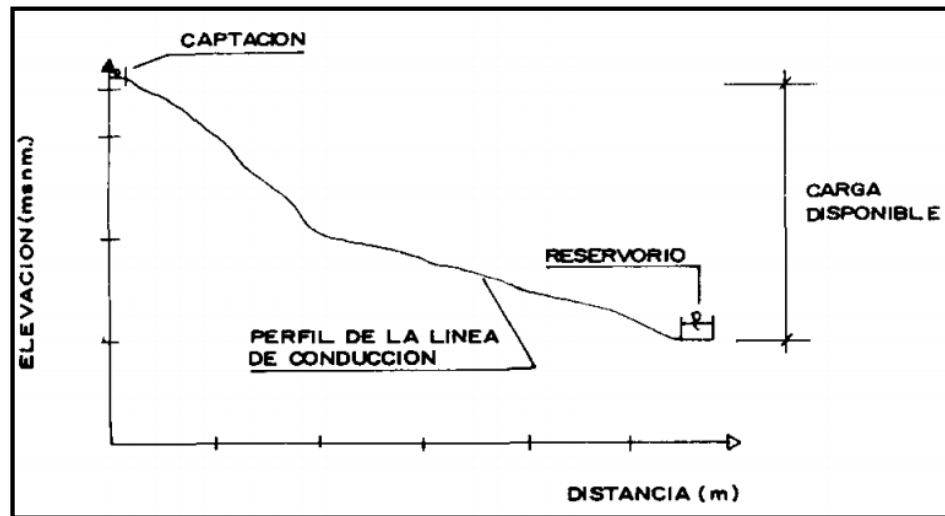 CAPTACION
ELEVACION (msnm.)
CARGA
DISPONIBLE
RESERVORIO
PERFIL DE LA LINEA
DE CONDUCCION
DISTANCIA (m)